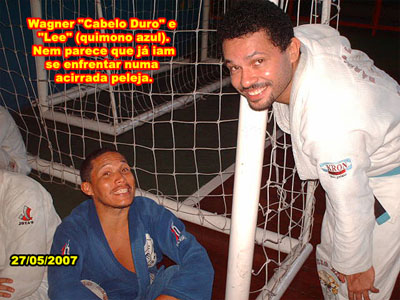 Wagner "Cabelo Duro" e
"Lee" (quimono azul).
Nem parece que já iam
se enfrentar numa
acirrada peleja.
KRON
27/05/2007